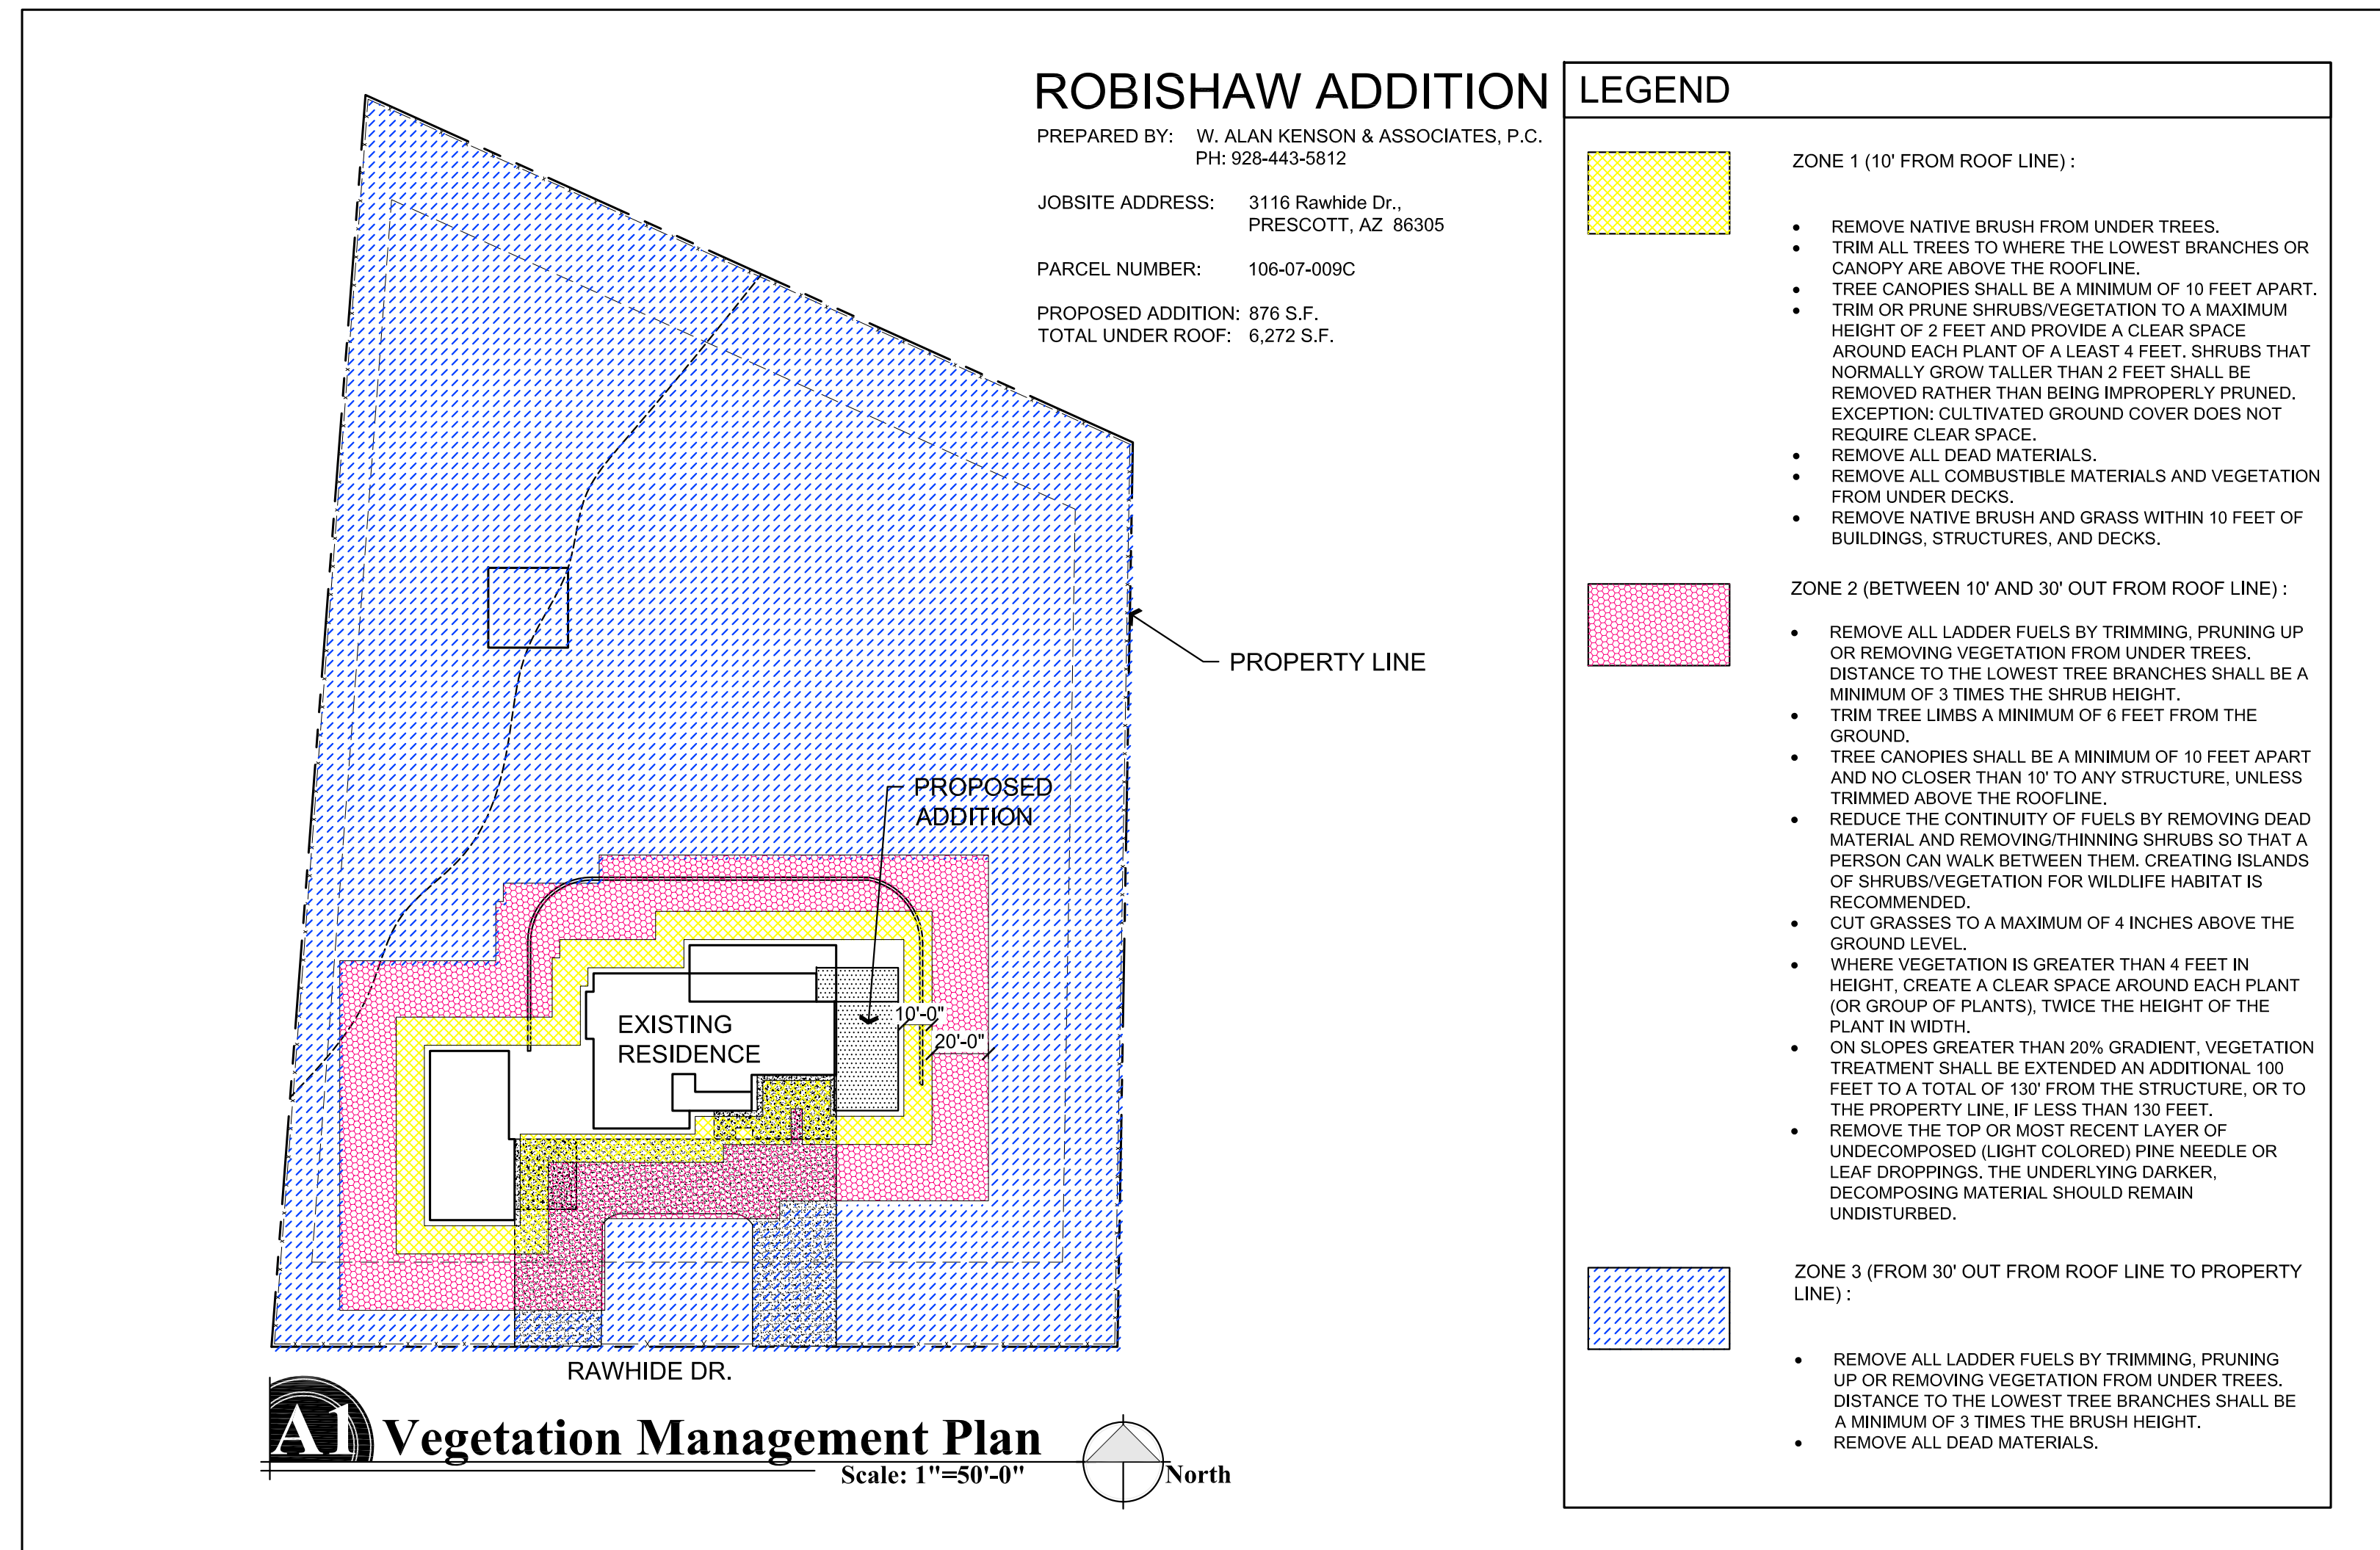 ROBISHAW ADDITION
PREPARED BY: W. ALAN KENSON & ASSOCIATES, P.C.
PH: 928-443-5812
JOBSITE ADDRESS: 3116 Rawhide Dr.,
PRESCOTT, AZ 86305
PARCEL NUMBER: 106-07-009C
PROPOSED ADDITION: 876 S.F.
TOTAL UNDER ROOF: 6,272 S.F.
PROPERTY LINE
PROPOSED
ADDITION
10'-0"
20'-0"
EXISTING
RESIDENCE
RAWHIDE DR.
A1
Vegetation Management Plan
Scale: 1"=50'-0"
North
LEGEND
ZONE 1 (10' FROM ROOF LINE) :
• REMOVE NATIVE BRUSH FROM UNDER TREES.
• TRIM ALL TREES TO WHERE THE LOWEST BRANCHES OR
CANOPY ARE ABOVE THE ROOFLINE.
• TREE CANOPIES SHALL BE A MINIMUM OF 10 FEET APART.
• TRIM OR PRUNE SHRUBS/VEGETATION TO A MAXIMUM
HEIGHT OF 2 FEET AND PROVIDE A CLEAR SPACE
AROUND EACH PLANT OF A LEAST 4 FEET. SHRUBS THAT
NORMALLY GROW TALLER THAN 2 FEET SHALL BE
REMOVED RATHER THAN BEING IMPROPERLY PRUNED.
EXCEPTION: CULTIVATED GROUND COVER DOES NOT
REQUIRE CLEAR SPACE.
• REMOVE ALL DEAD MATERIALS.
• REMOVE ALL COMBUSTIBLE MATERIALS AND VEGETATION
FROM UNDER DECKS.
• REMOVE NATIVE BRUSH AND GRASS WITHIN 10 FEET OF
BUILDINGS, STRUCTURES, AND DECKS.
ZONE 2 (BETWEEN 10' AND 30' OUT FROM ROOF LINE) :
• REMOVE ALL LADDER FUELS BY TRIMMING, PRUNING UP
OR REMOVING VEGETATION FROM UNDER TREES.
DISTANCE TO THE LOWEST TREE BRANCHES SHALL BE A
MINIMUM OF 3 TIMES THE SHRUB HEIGHT.
• TRIM TREE LIMBS A MINIMUM OF 6 FEET FROM THE
GROUND.
• TREE CANOPIES SHALL BE A MINIMUM OF 10 FEET APART
AND NO CLOSER THAN 10' TO ANY STRUCTURE, UNLESS
TRIMMED ABOVE THE ROOFLINE.
• REDUCE THE CONTINUITY OF FUELS BY REMOVING DEAD
MATERIAL AND REMOVING/THINNING SHRUBS SO THAT A
PERSON CAN WALK BETWEEN THEM. CREATING ISLANDS
OF SHRUBS/VEGETATION FOR WILDLIFE HABITAT IS
RECOMMENDED.
• CUT GRASSES TO A MAXIMUM OF 4 INCHES ABOVE THE
GROUND LEVEL.
• WHERE VEGETATION IS GREATER THAN 4 FEET IN
HEIGHT, CREATE A CLEAR SPACE AROUND EACH PLANT
(OR GROUP OF PLANTS), TWICE THE HEIGHT OF THE
PLANT IN WIDTH.
• ON SLOPES GREATER THAN 20% GRADIENT, VEGETATION
TREATMENT SHALL BE EXTENDED AN ADDITIONAL 100
FEET TO A TOTAL OF 130' FROM THE STRUCTURE, OR TO
THE PROPERTY LINE, IF LESS THAN 130 FEET.
• REMOVE THE TOP OR MOST RECENT LAYER OF
UNDECOMPOSED (LIGHT COLORED) PINE NEEDLE OR
LEAF DROPPINGS. THE UNDERLYING DARKER,
DECOMPOSING MATERIAL SHOULD REMAIN
UNDISTURBED.
ZONE 3 (FROM 30' OUT FROM ROOF LINE TO PROPERTY
LINE) :
• REMOVE ALL LADDER FUELS BY TRIMMING, PRUNING
UP OR REMOVING VEGETATION FROM UNDER TREES.
DISTANCE TO THE LOWEST TREE BRANCHES SHALL BE
A MINIMUM OF 3 TIMES THE BRUSH HEIGHT.
• REMOVE ALL DEAD MATERIALS.